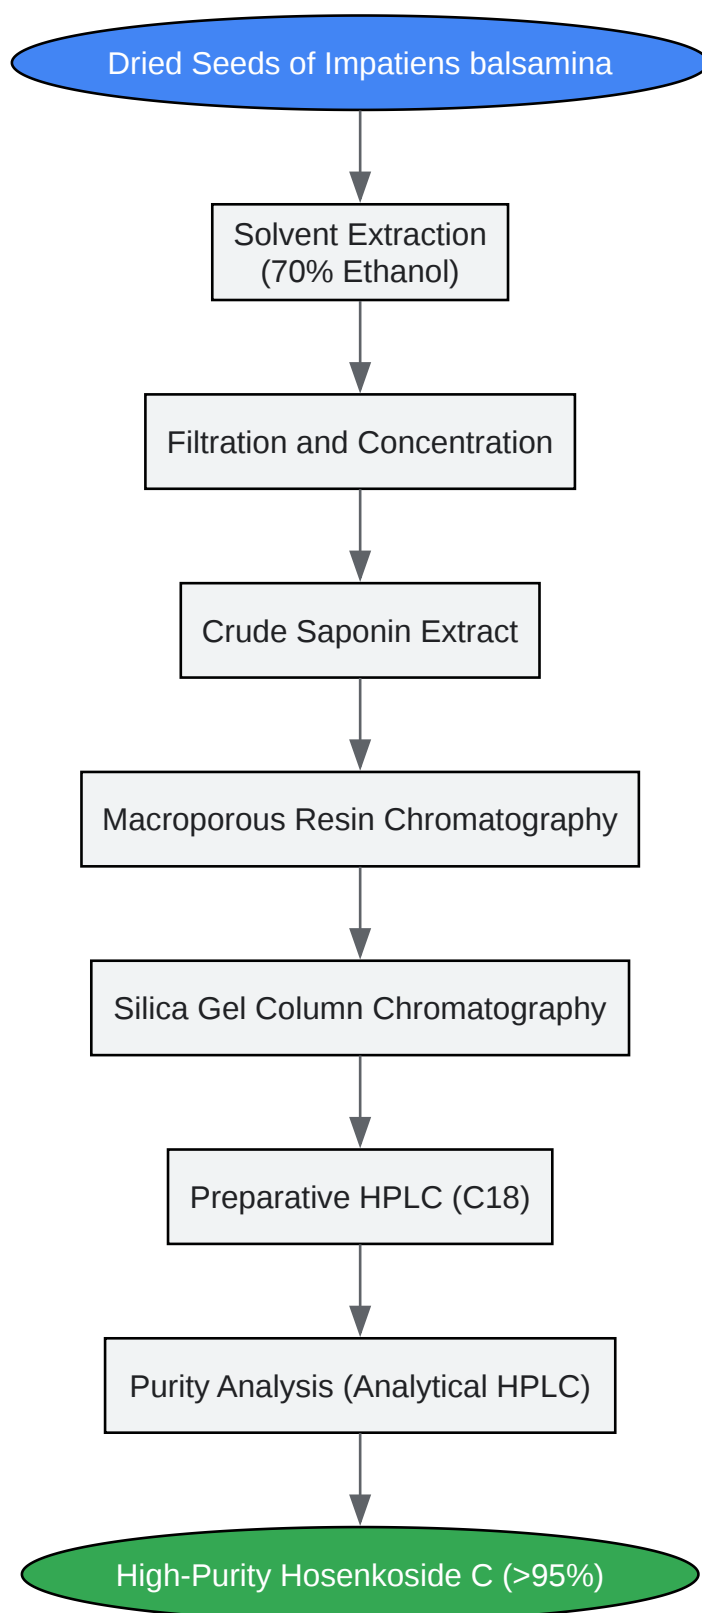 Dried Seeds of Impatiens balsamina
Solvent Extraction
(70% Ethanol)
Filtration and Concentration
Crude Saponin Extract
Macroporous Resin Chromatography
Silica Gel Column Chromatography
Preparative HPLC (C18)
Purity Analysis (Analytical HPLC)
High-Purity Hosenkoside C (>95%)